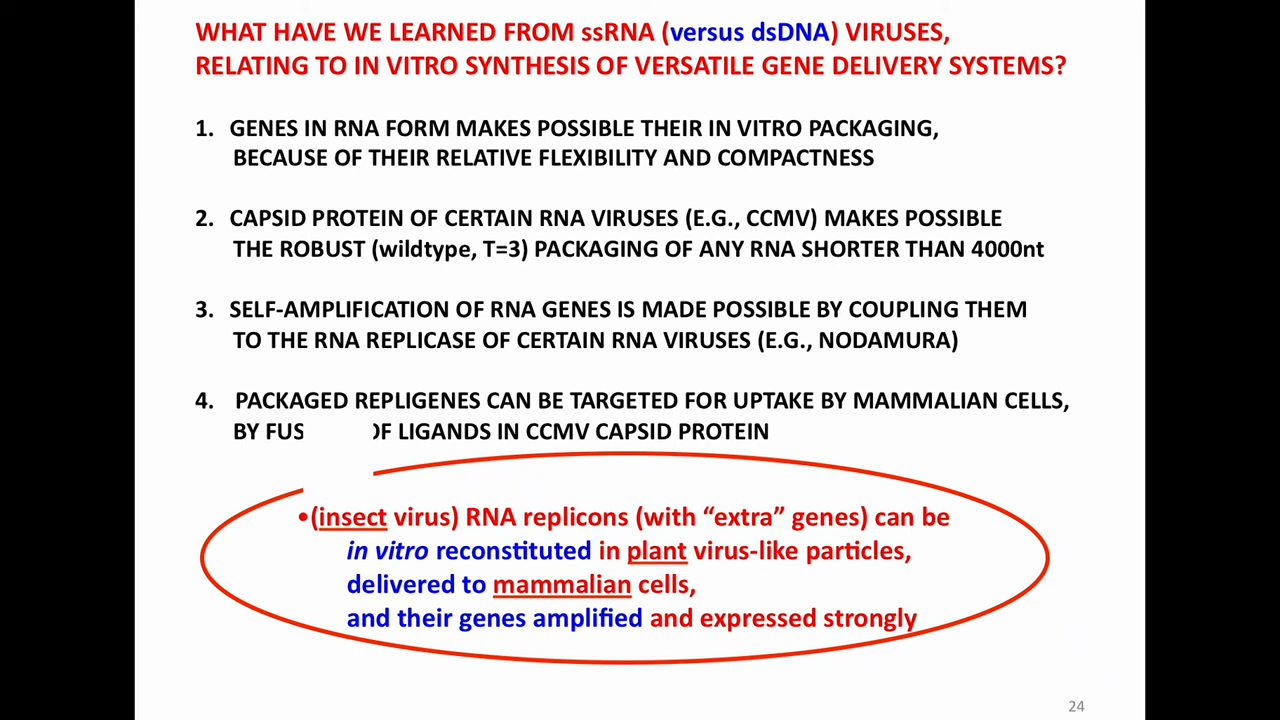 WHAT HAVE WE LEARNED FROM ssRNA (versus dsDNA) VIRUSES,
RELATING TO IN VITRO SYNTHESIS OF VERSATILE GENE DELIVERY SYSTEMS?
1. GENES IN RNA FORM MAKES POSSIBLE THEIR IN VITRO PACKAGING,
BECAUSE OF THEIR RELATIVE FLEXIBILITY AND COMPACTNESS
2. CAPSID PROTEIN OF CERTAIN RNA VIRUSES (E.G., CCMV) MAKES POSSIBLE
THE ROBUST (wildtype, T=3) PACKAGING OF ANY RNA SHORTER THAN 4000nt
3. SELF-AMPLIFICATION OF RNA GENES IS MADE POSSIBLE BY COUPLING THEM
TO THE RNA REPLICASE OF CERTAIN RNA VIRUSES (E.G., NODAMURA)
4. PACKAGED REPLIGENES CAN BE TARGETED FOR UPTAKE BY MAMMALIAN CELLS,
BY OF LIGANDS IN CCMV CAPSID PROTEIN
•(insect virus) RNA replicons (with “extra” genes) can be
in vitro reconstituted in plant virus-like particles,
delivered to mammalian cells,
and their genes amplified and expressed strongly
24